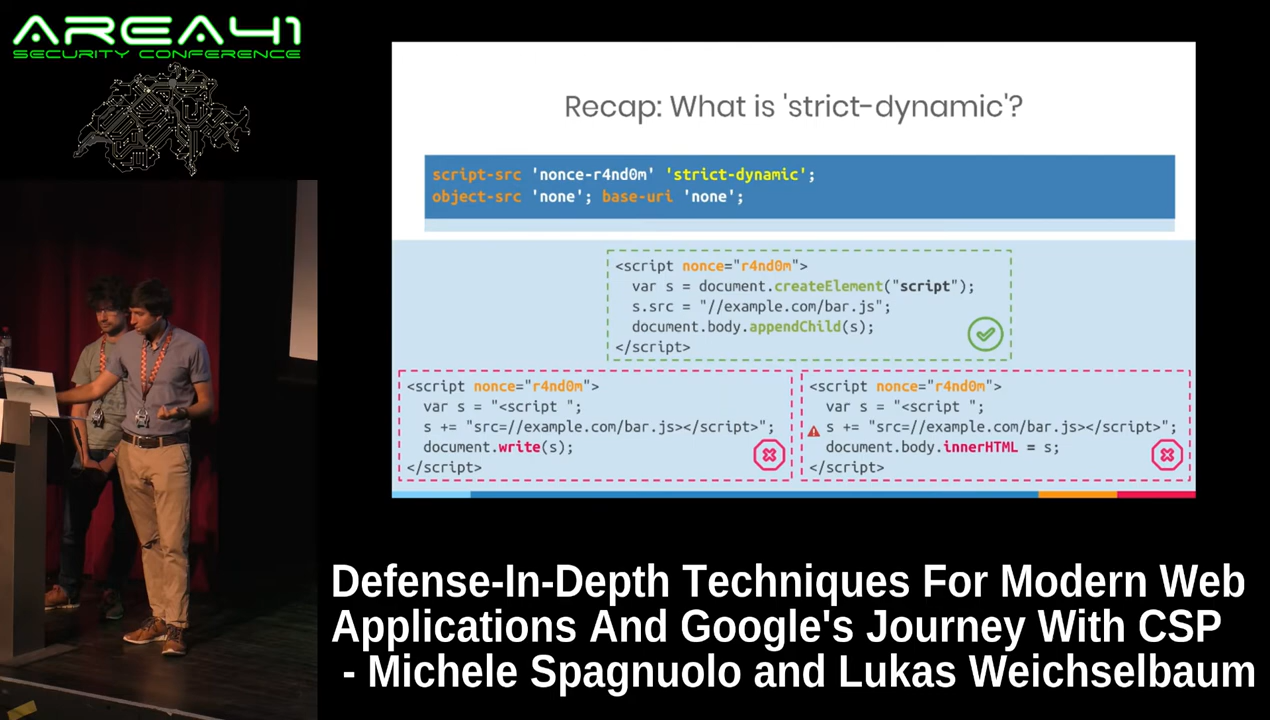 AREA41
SECURITY CONFERENCE
Recap: What is 'strict-dynamic'?
script-src 'nonce-r4nd0m' 'strict-dynamic';
object-src 'none'; base-uri 'none';
<script nonce="r4nd0m">
var s = document.createElement("script");
s.src = "//example.com/bar.js";
document.body.appendChild(s);
</script>
<script nonce="r4nd0m">
var s = "<script ";
s += "src=//example.com/bar.js></script>";
document.write(s);
</script>
<script nonce="r4nd0m">
var s = "<script ";
s += "src=//example.com/bar.js></script>";
document.body.innerHTML = s;
</script>
Defense-In-Depth Techniques For Modern Web
Applications And Google's Journey With CSP
- Michele Spagnuolo and Lukas Weichselbaum